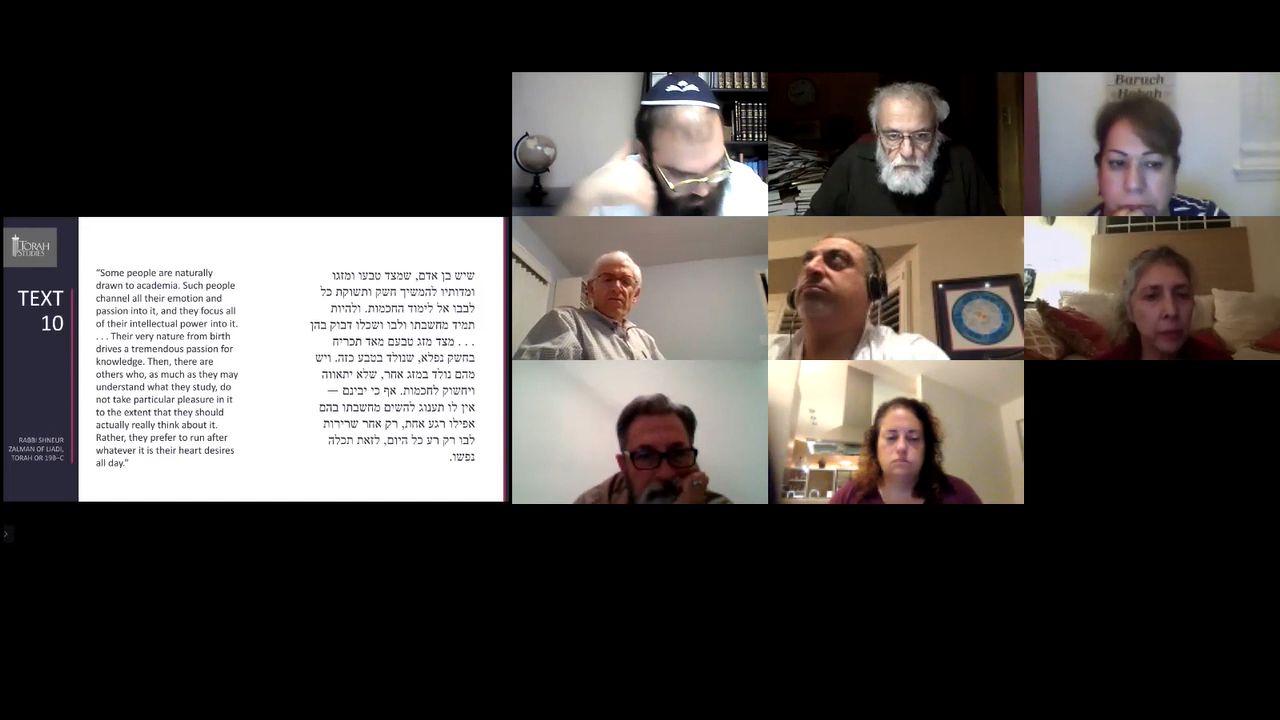 TORAH
STUDIES
TEXT
10
RABBI SHNEUR
ZALMAN OF LIADI,
TORAH OR 19B–C
“Some people are naturally
drawn to academia. Such people
channel all their emotion and
passion into it, and they focus all
of their intellectual power into it.
. . . Their very nature from birth
drives a tremendous passion for
knowledge. Then, there are
others who, as much as they may
understand what they study, do
not take particular pleasure in it
to the extent that they should
actually really think about it.
Rather, they prefer to run after
whatever it is their heart desires
all day.”
שיש בן אדם, שמצד טבעו ומזגו
ומדותיו להמשיך חשק ותשוקת כל
לבבו אל לימוד החכמות. ולהיות
תמיד מחשבתו ולבו ושכלו דבוק בהן
. . . מצד מזג טבעם מאד תכריח
בחשק נפלא, שנולד בטבע כזה. ויש
מהם נולד במזג אחר, שלא יתאווה
ויחשוק לחכמות. אף כי יבינם —
אין לו תענוג להשים מחשבתו בהם
אפילו רגע אחת, רק אחר שרירות
לבו רק רע כל היום, לזאת תכלה
נפשו.
Baruch
Habah